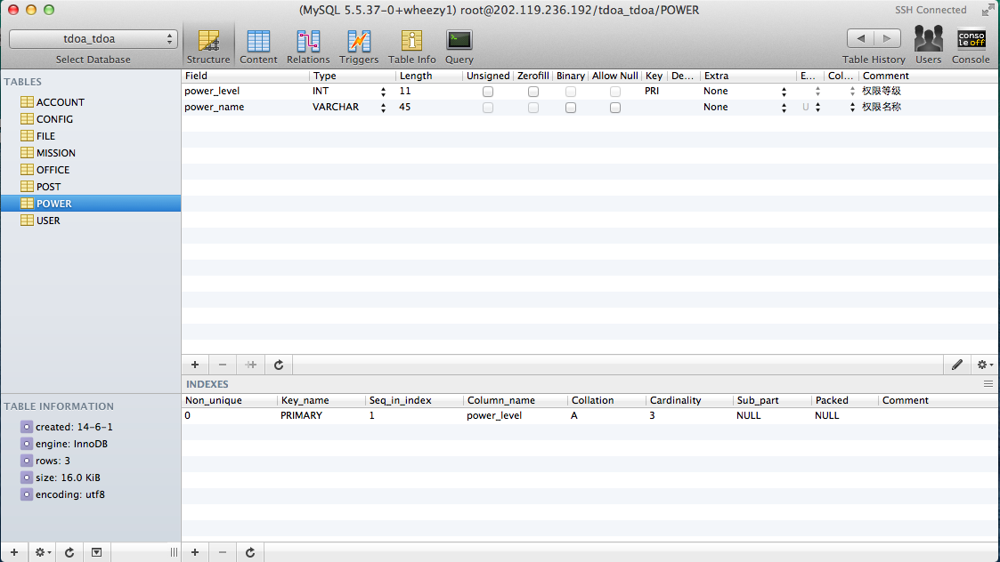 (MySQL 5.5.37-0+wheezy1) root@202.119.236.192/tdoa_tdoa/POWER
SSH Connected
tdoa_tdoa
Select Database
Structure Content Relations Triggers Table Info Query
Table History Users Console
conso
le off
TABLES
ACCOUNT
CONFIG
FILE
MISSION
OFFICE
POST
POWER
USER
Field Type Length Unsigned Zerofill Binary Allow Null Key De... Extra E... Col... Comment
power_level INT 11 PRI None 权限等级
power_name VARCHAR 45 None U 权限名称
INDEXES
Non_unique Key_name Seq_in_index Column_name Collation Cardinality Sub_part Packed Comment
0 PRIMARY 1 power_level A 3 NULL NULL
TABLE INFORMATION
created: 14-6-1
engine: InnoDB
rows: 3
size: 16.0 KiB
encoding: utf8